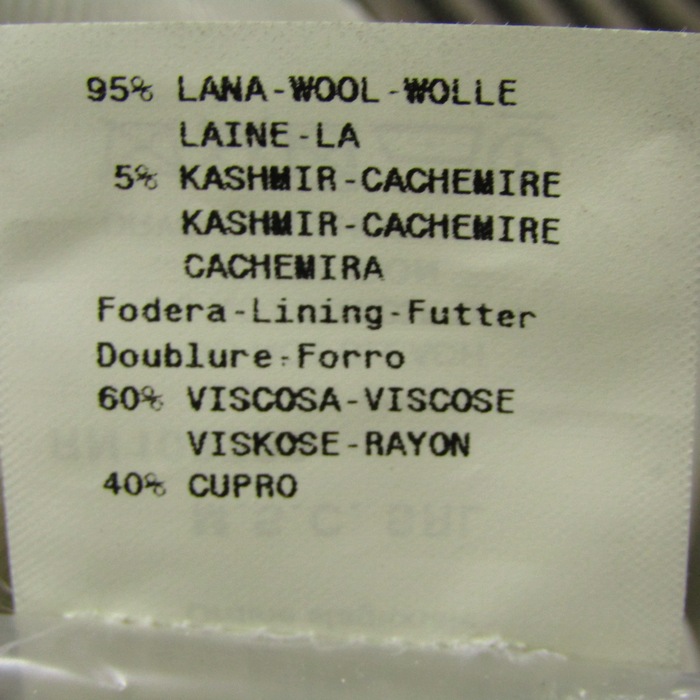 95% LANA-WOOL-WOLLE
LAINE-LA
5% KASHMIR-CACHEMIRE
KASHMIR-CACHEMIRE
CACHEMIRA
Fodera-Lining-Futter
Doublure-Forro
60% VISCOSA-VISCOSE
VISKOSE-RAYON
40% CUPRO